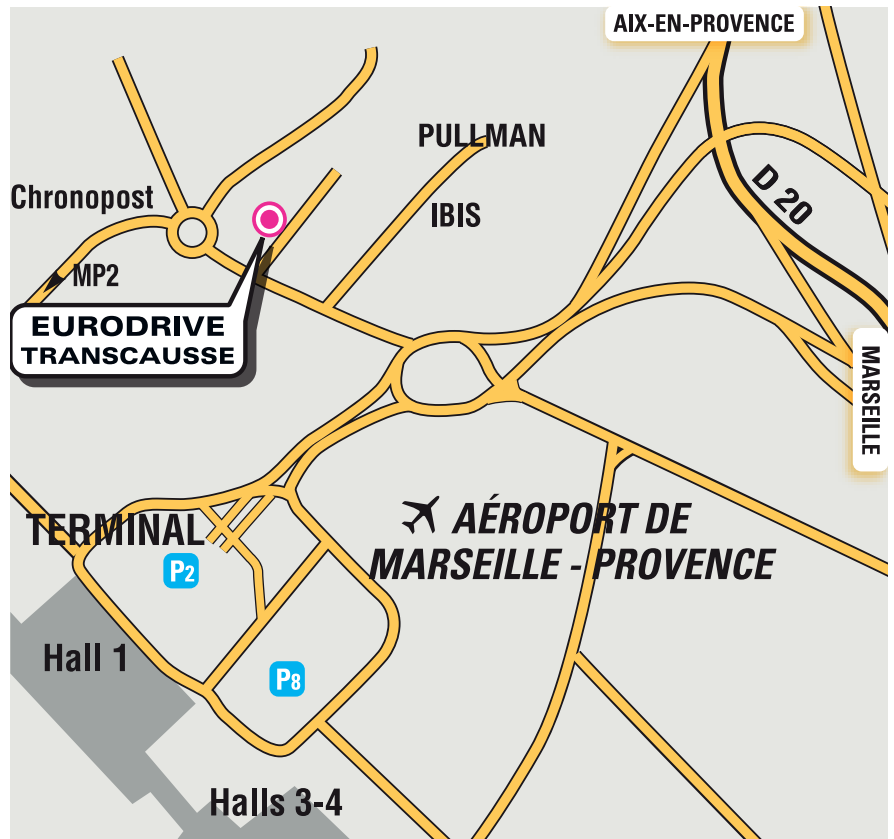 AIX-EN-PROVENCE
PULLMAN
D 20
Chronopost
IBIS
MP2
EURODRIVE
TRANSCAUSSE
MARSEILLE
TERMINAL
AÉROPORT DE
MARSEILLE - PROVENCE
P2
Hall 1
P8
Halls 3-4